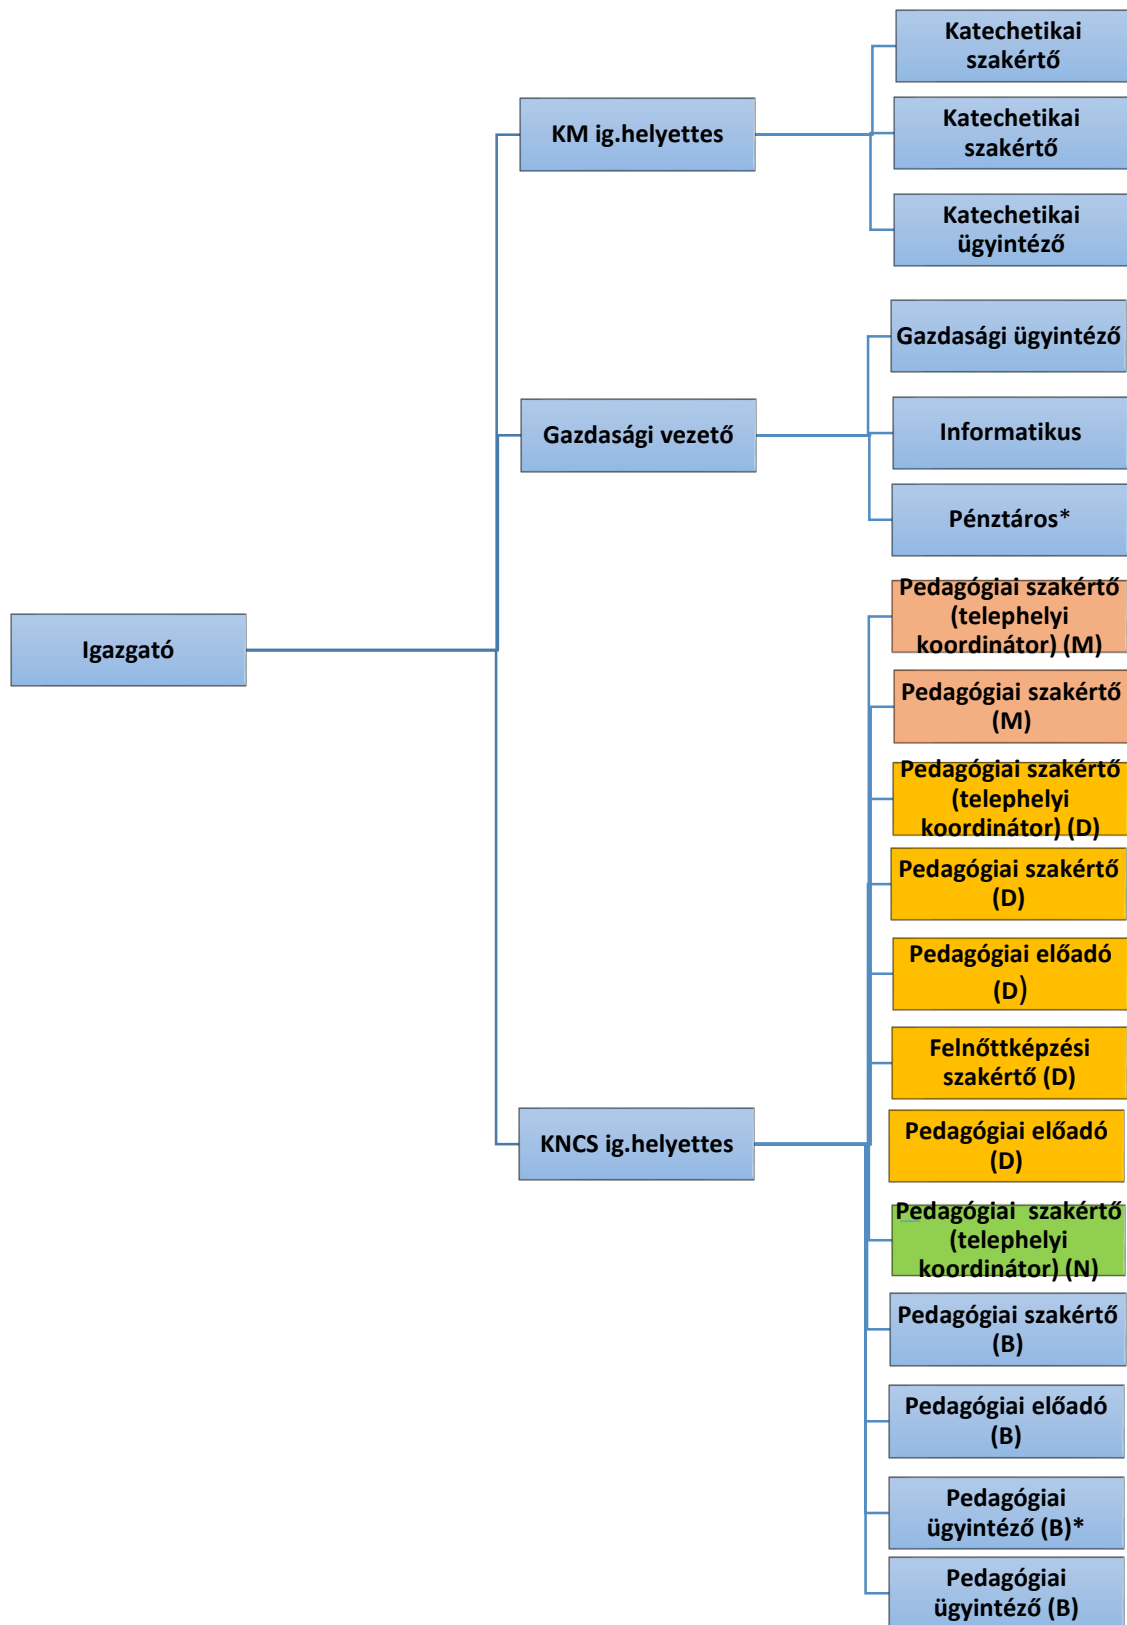 Katechetikai
szakértő
KM ig.helyettes
Katechetikai
szakértő
Katechetikai
ügyintéző
Gazdasági ügyintéző
Gazdasági vezető
Informatikus
Pénztáros*
Igazgató
Pedagógiai szakértő
(telephelyi
koordinátor) (M)
Pedagógiai szakértő
(M)
Pedagógiai szakértő
(telephelyi
koordinátor) (D)
Pedagógiai szakértő
(D)
Pedagógiai előadó
(D)
Felnőttképzési
szakértő (D)
KNCS ig.helyettes
Pedagógiai előadó
(D)
Pedagógiai szakértő
(telephelyi
koordinátor) (N)
Pedagógiai szakértő
(B)
Pedagógiai előadó
(B)
Pedagógiai
ügyintéző (B)*
Pedagógiai
ügyintéző (B)